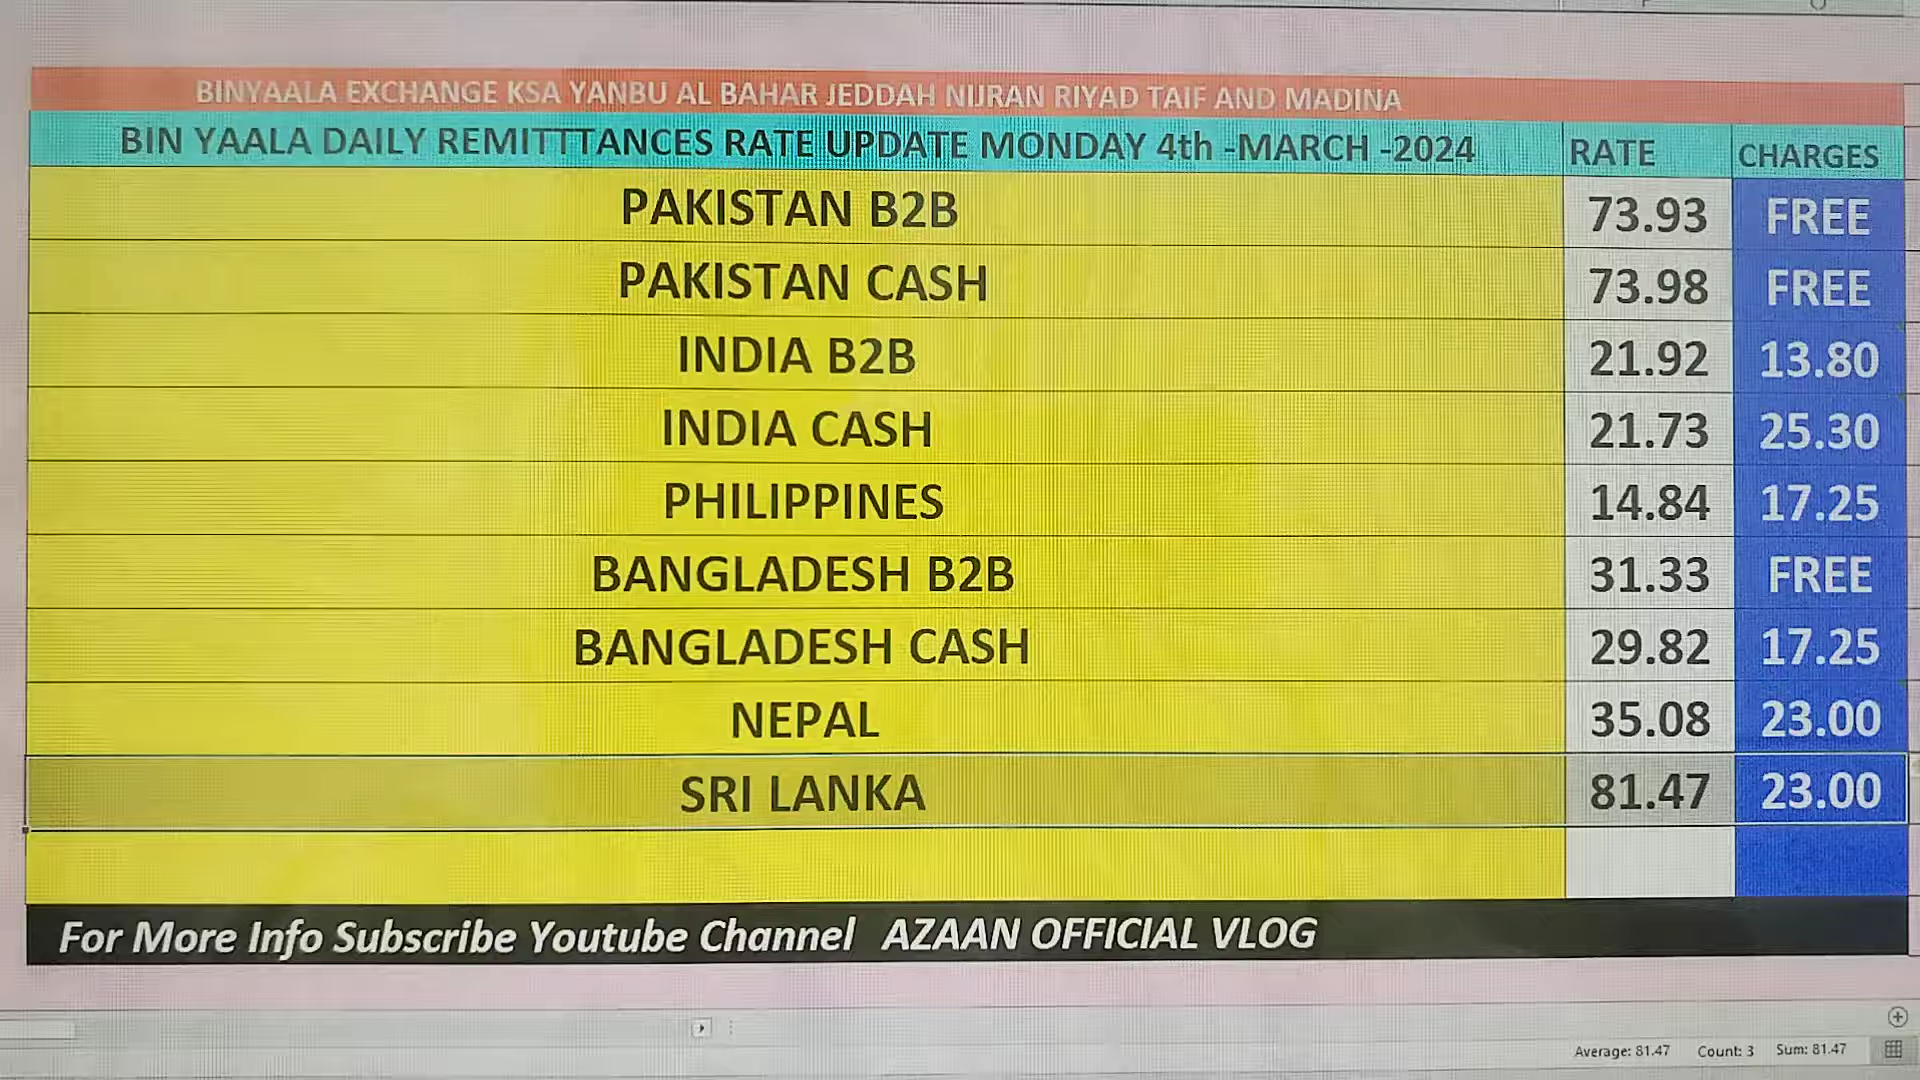 BINYAALA EXCHANGE KSA YANBU AL BAHAR JEDDAH NIJRAN RIYAD TAIF AND MADINA
BIN YAALA DAILY REMITTTANCES RATE UPDATE MONDAY 4th -MARCH -2024 RATE CHARGES
PAKISTAN B2B 73.93 FREE
PAKISTAN CASH 73.98 FREE
INDIA B2B 21.92 13.80
INDIA CASH 21.73 25.30
PHILIPPINES 14.84 17.25
BANGLADESH B2B 31.33 FREE
BANGLADESH CASH 29.82 17.25
NEPAL 35.08 23.00
SRI LANKA 81.47 23.00
For More Info Subscribe Youtube Channel AZAAN OFFICIAL VLOG
Average: 81.47 Count: 3 Sum: 81.47